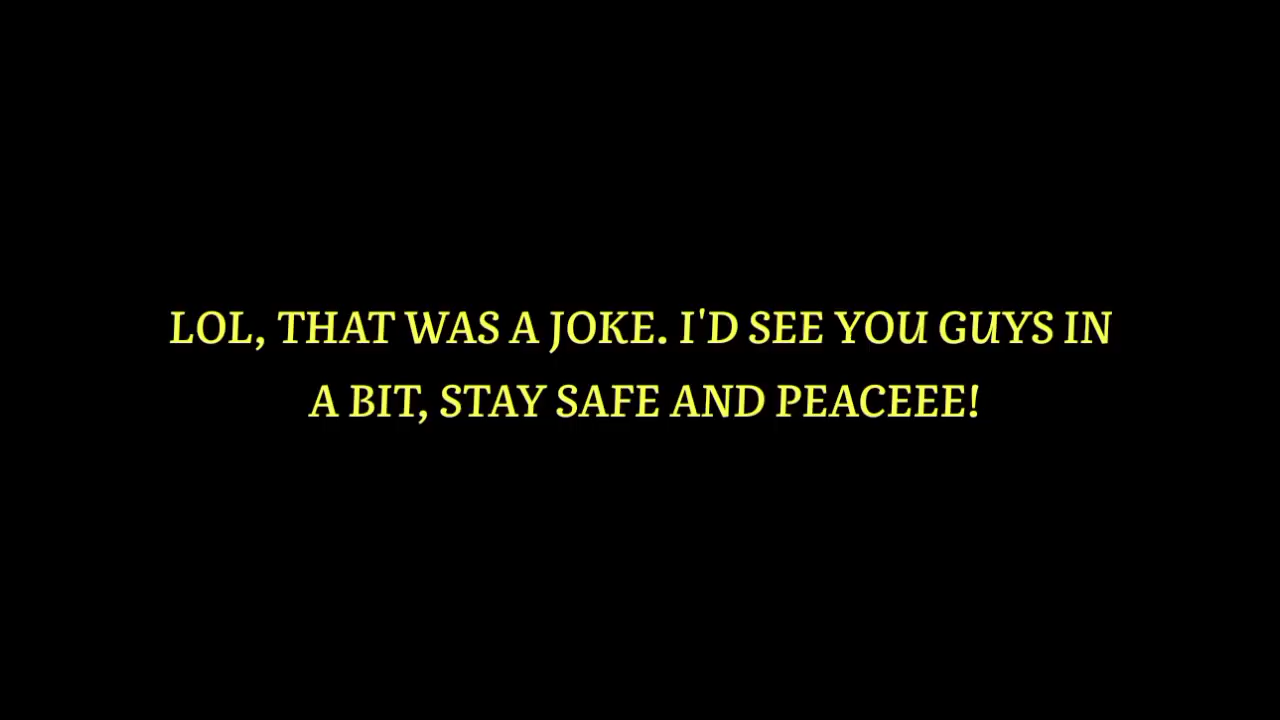 LOL, THAT WAS A JOKE. I'D SEE YOU GUYS IN
A BIT, STAY SAFE AND PEACEEE!